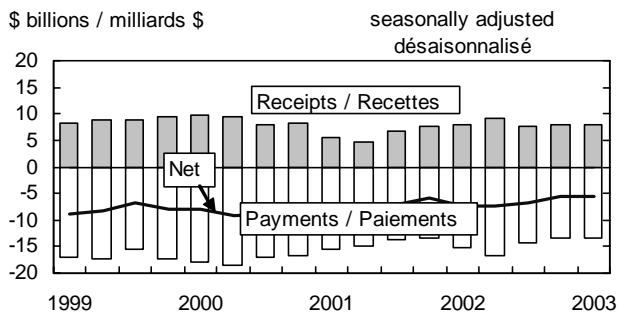 $ billions / milliards $
seasonally adjusted
désaisonnalisé
20
15
10
5
0
-5
-10
-15
-20
Receipts / Recettes
Net
Payments / Paiements
1999 2000 2001 2002 2003